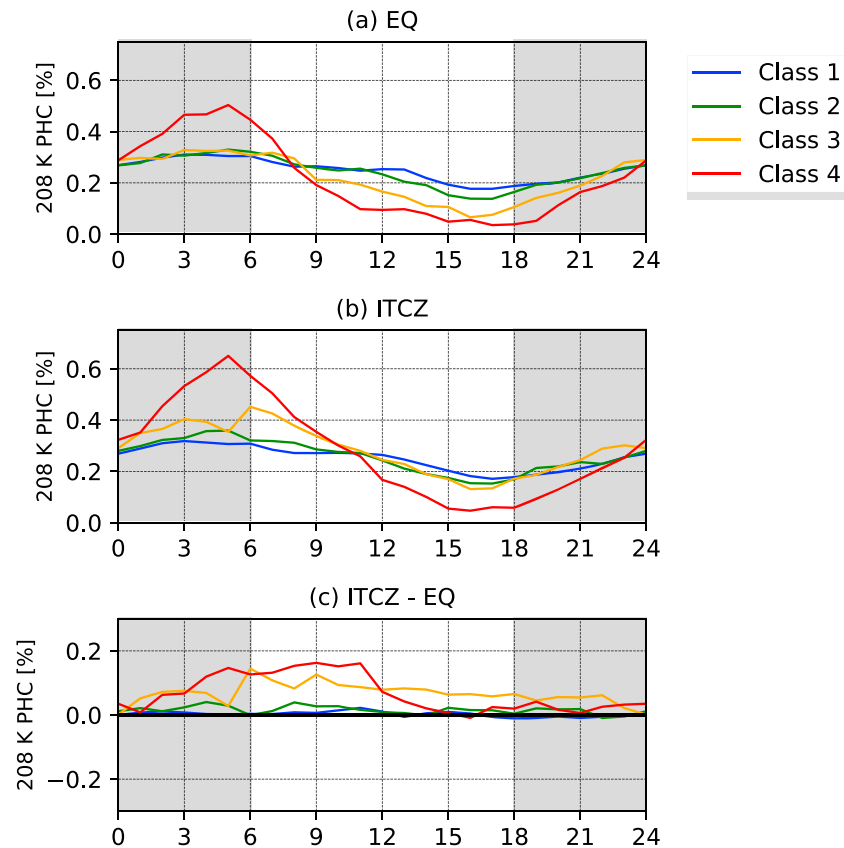 (a) EQ
208 K PHC [%]
0.6
0.4
0.2
0.0
0 3 6 9 12 15 18 21 24
Class 1
Class 2
Class 3
Class 4
(b) ITCZ
208 K PHC [%]
0.6
0.4
0.2
0.0
0 3 6 9 12 15 18 21 24
(c) ITCZ - EQ
208 K PHC [%]
0.2
0.0
−0.2
0 3 6 9 12 15 18 21 24